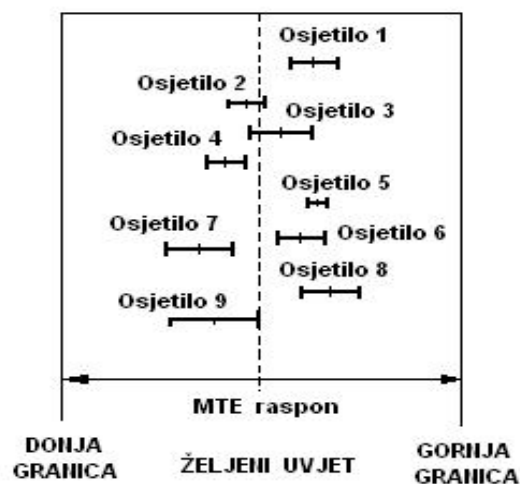 Osjetilo 1
Osjetilo 2
Osjetilo 3
Osjetilo 4
Osjetilo 5
Osjetilo 7
Osjetilo 6
Osjetilo 8
Osjetilo 9
MTE raspon
DONJA
GRANICA
ŽELJENI UVJET
GORNJA
GRANICA